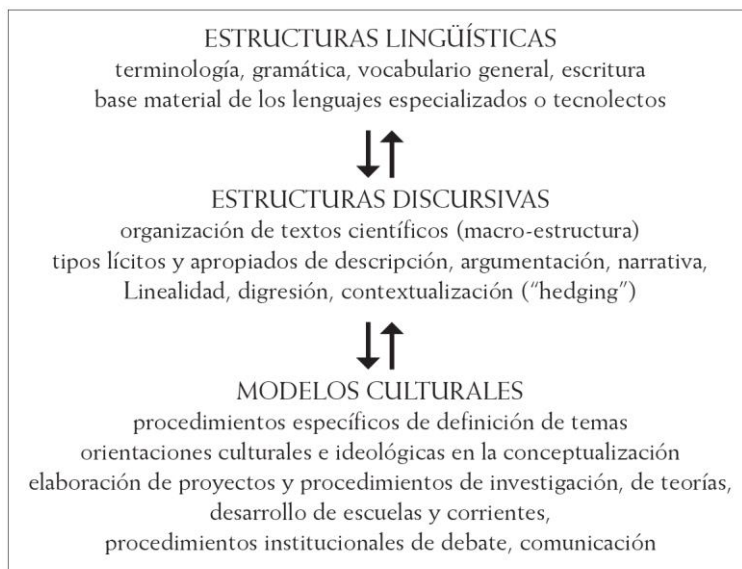 ESTRUCTURAS LINGÜÍSTICAS
terminología, gramática, vocabulario general, escritura
base material de los lenguajes especializados o tecnolectos
ESTRUCTURAS DISCURSIVAS
organización de textos científicos (macro-estructura)
tipos lícitos y apropiados de descripción, argumentación, narrativa,
Linealidad, digresión, contextualización (“hedging”)
MODELOS CULTURALES
procedimientos específicos de definición de temas
orientaciones culturales e ideológicas en la conceptualización
elaboración de proyectos y procedimientos de investigación, de teorías,
desarrollo de escuelas y corrientes,
procedimientos institucionales de debate, comunicación